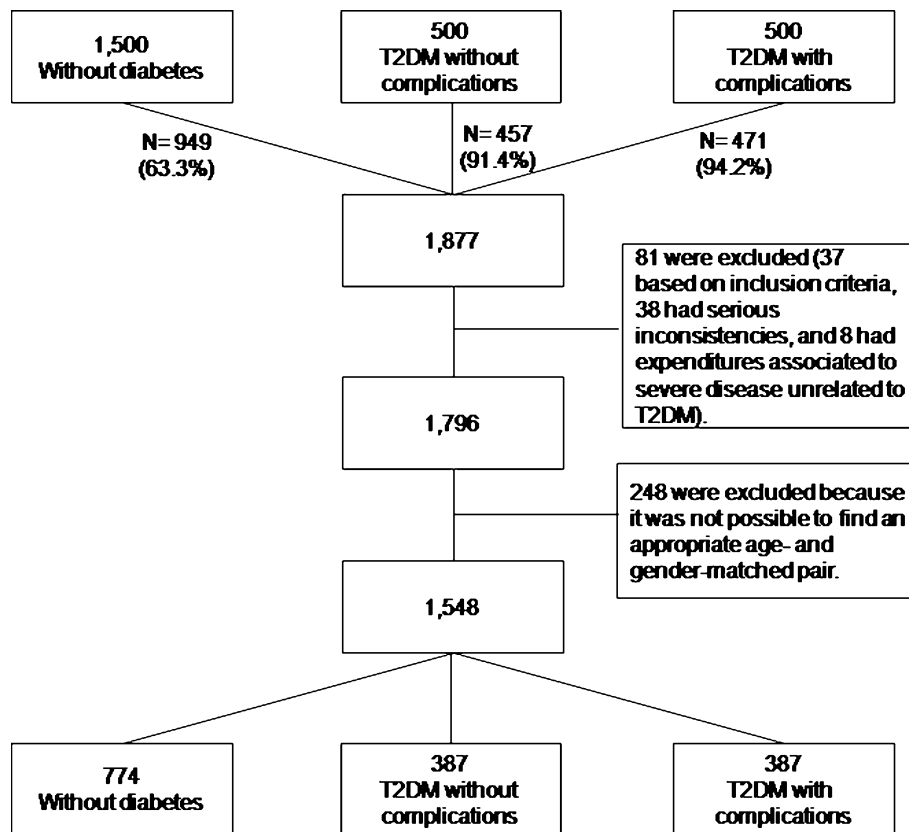 1,500
Without diabetes
500
T2DM without
complications
500
T2DM with
complications
N= 949
(63.3%)
N= 457
(91.4%)
N= 471
(94.2%)
1,877
81 were excluded (37
based on inclusion criteria,
38 had serious
inconsistencies, and 8 had
expenditures associated to
severe disease unrelated to
T2DM).
1,796
248 were excluded because
it was not possible to find an
appropriate age- and
gender-matched pair.
1,548
774
Without diabetes
387
T2DM without
complications
387
T2DM with
complications